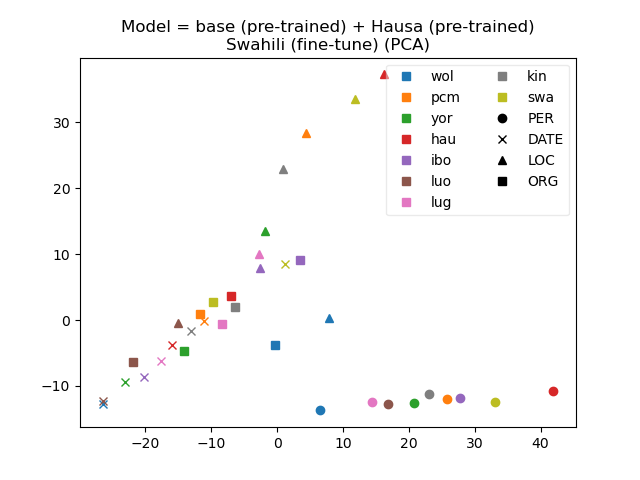 Model = base (pre-trained) + Hausa (pre-trained)
Swahili (fine-tune) (PCA)
wol
pcm
yor
hau
ibo
luo
lug
kin
swa
PER
DATE
LOC
ORG
30
20
10
0
−10
−20
−10
0
10
20
30
40